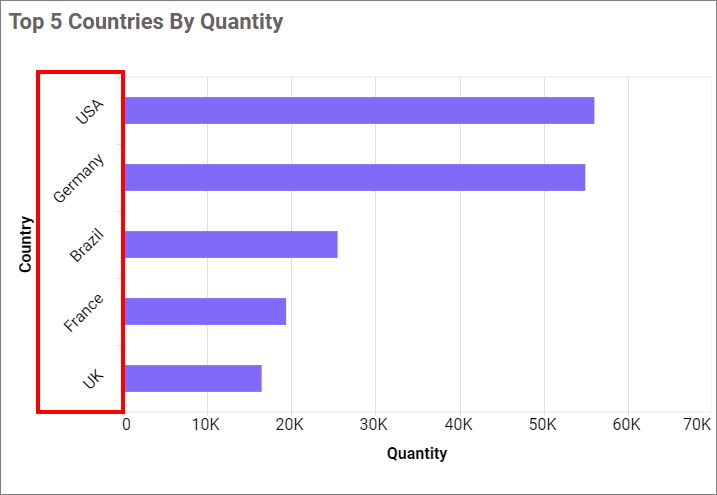 Top 5 Countries By Quantity
USA
Germany
Brazil
France
UK
Country
0 10K 20K 30K 40K 50K 60K 70K
Quantity